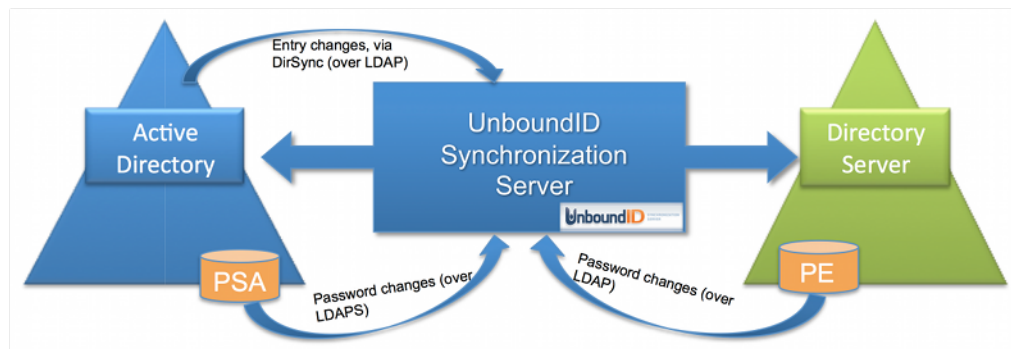 Entry changes, via
DirSync (over LDAP)
Active
Directory
UnboundID
Synchronization
Server
Directory
Server
UnboundID
PSA
Password changes (over
LDAPS)
Password changes (over
LDAP)
PE